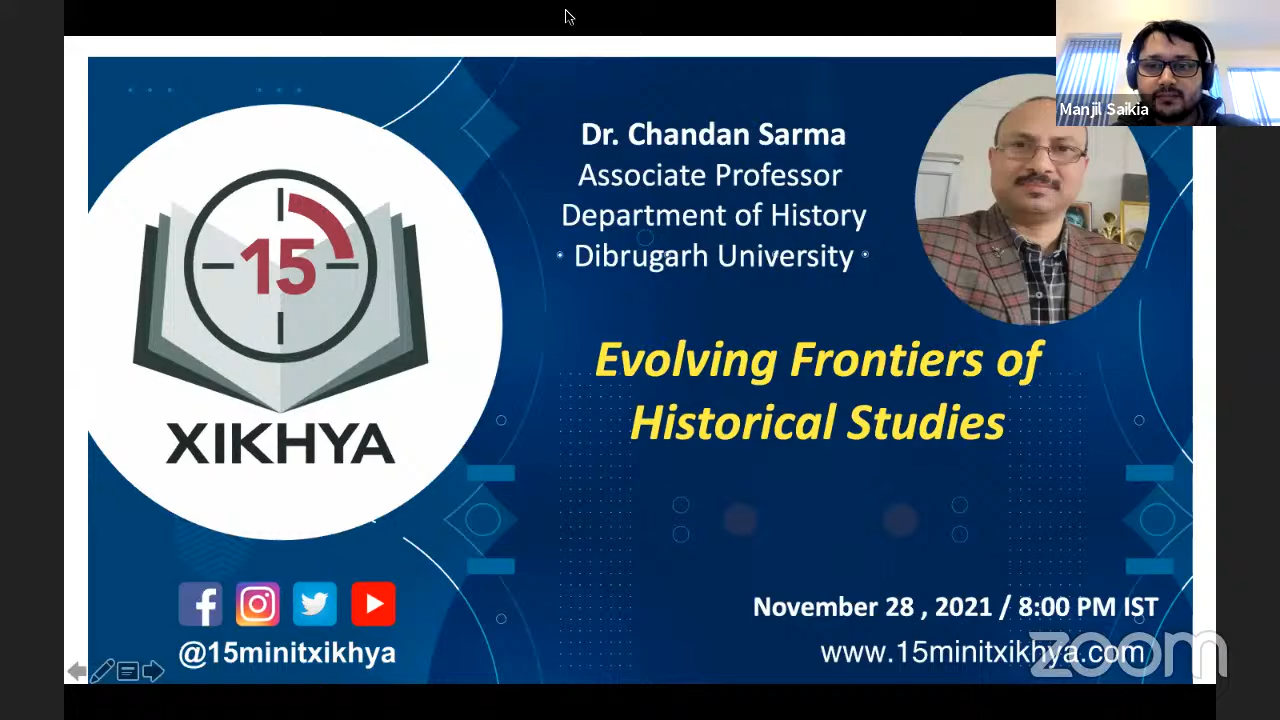 Manjil Saikia
Dr. Chandan Sarma
Associate Professor
Department of History
Dibrugarh University
15
XIKHYA
Evolving Frontiers of
Historical Studies
@15minitxikhya
November 28 , 2021 / 8:00 PM IST
www.15minitxikhya.com
zoom